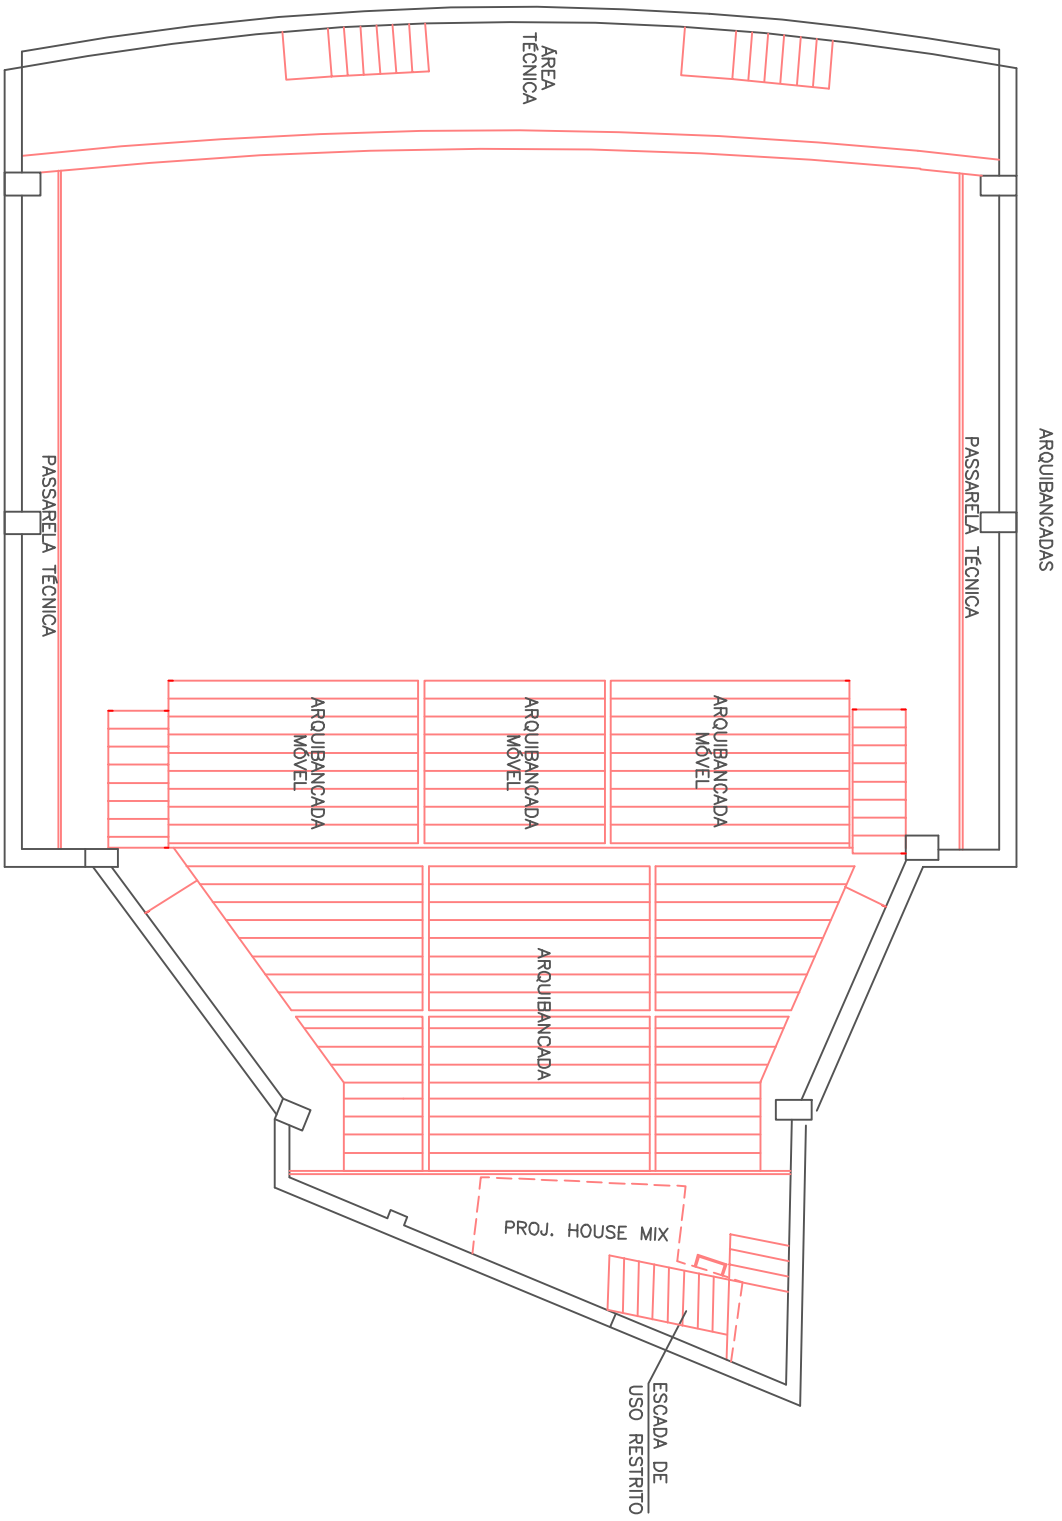 ÁREA
TÉCNICA
ARQUIBANCADAS
PASSARELA TÉCNICA
PASSARELA TÉCNICA
ARQUIBANCADA
MÓVEL
ARQUIBANCADA
MÓVEL
ARQUIBANCADA
MÓVEL
ARQUIBANCADA
PROJ. HOUSE MIX
ESCADA DE
USO RESTRITO